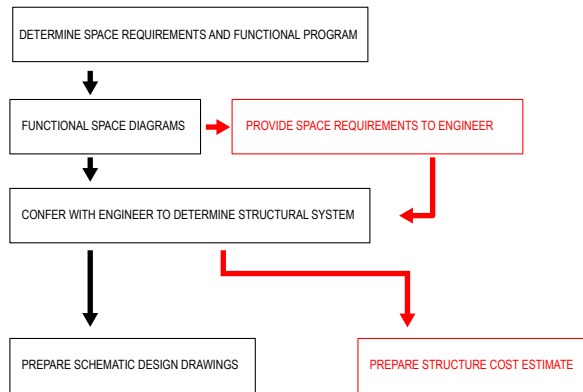 DETERMINE SPACE REQUIREMENTS AND FUNCTIONAL PROGRAM
FUNCTIONAL SPACE DIAGRAMS
PROVIDE SPACE REQUIREMENTS TO ENGINEER
CONFER WITH ENGINEER TO DETERMINE STRUCTURAL SYSTEM
PREPARE SCHEMATIC DESIGN DRAWINGS
PREPARE STRUCTURE COST ESTIMATE